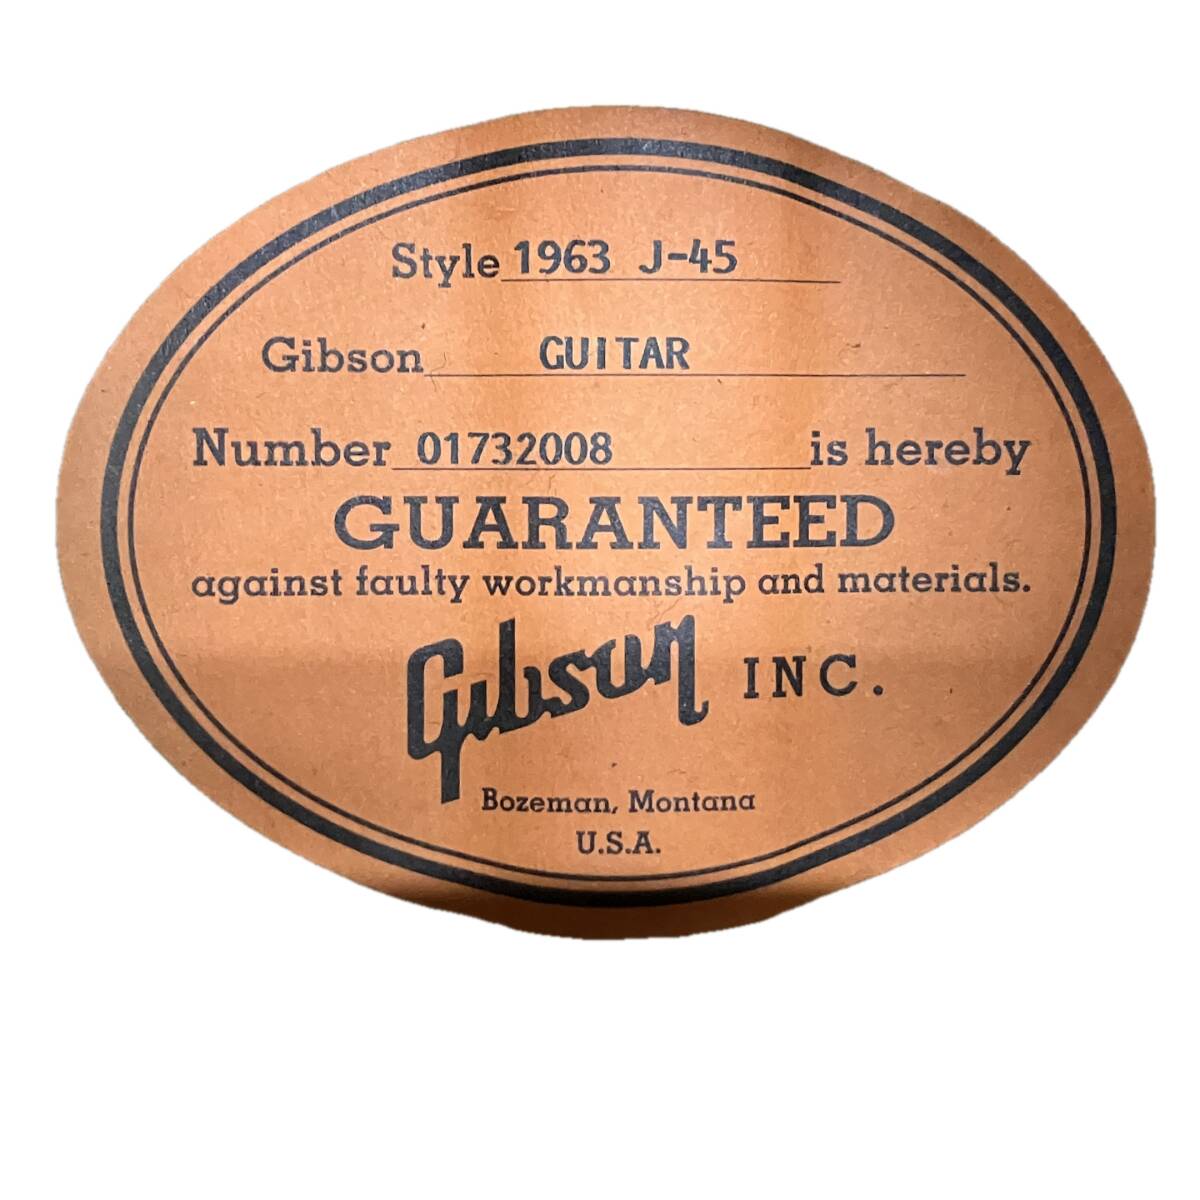 Style 1963 J-45
Gibson GUITAR
Number 01732008 is hereby
GUARANTEED
against faulty workmanship and materials.
Gibson INC.
Bozeman, Montana
U.S.A.